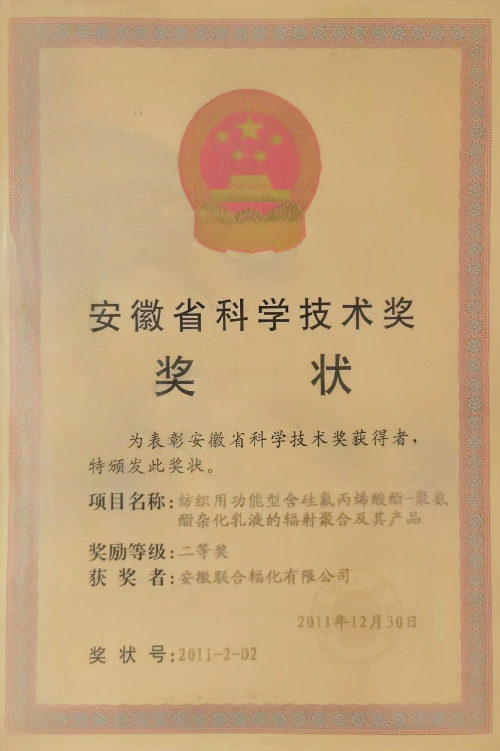 安徽省科学技术奖
奖 状
为表彰安徽省科学技术奖获得者，
特颁发此奖状。
项目名称：纺织用功能型含硅氟丙烯酸酯-聚氨
酯杂化乳液的辐射聚合及其产品
奖励等级：二等奖
获 奖 者：安徽联合辐化有限公司
2011年12月30日
奖 状 号：2011-2-D2